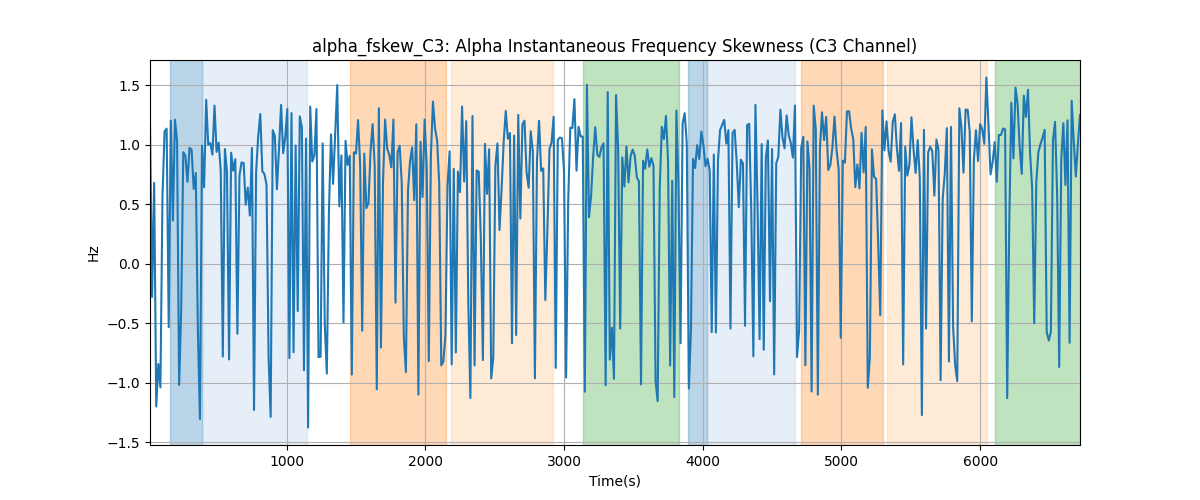 alpha_fskew_C3: Alpha Instantaneous Frequency Skewness (C3 Channel)
1.5
1.0
0.5
0.0
−0.5
−1.0
−1.5
Hz
1000 2000 3000 4000 5000 6000
Time(s)